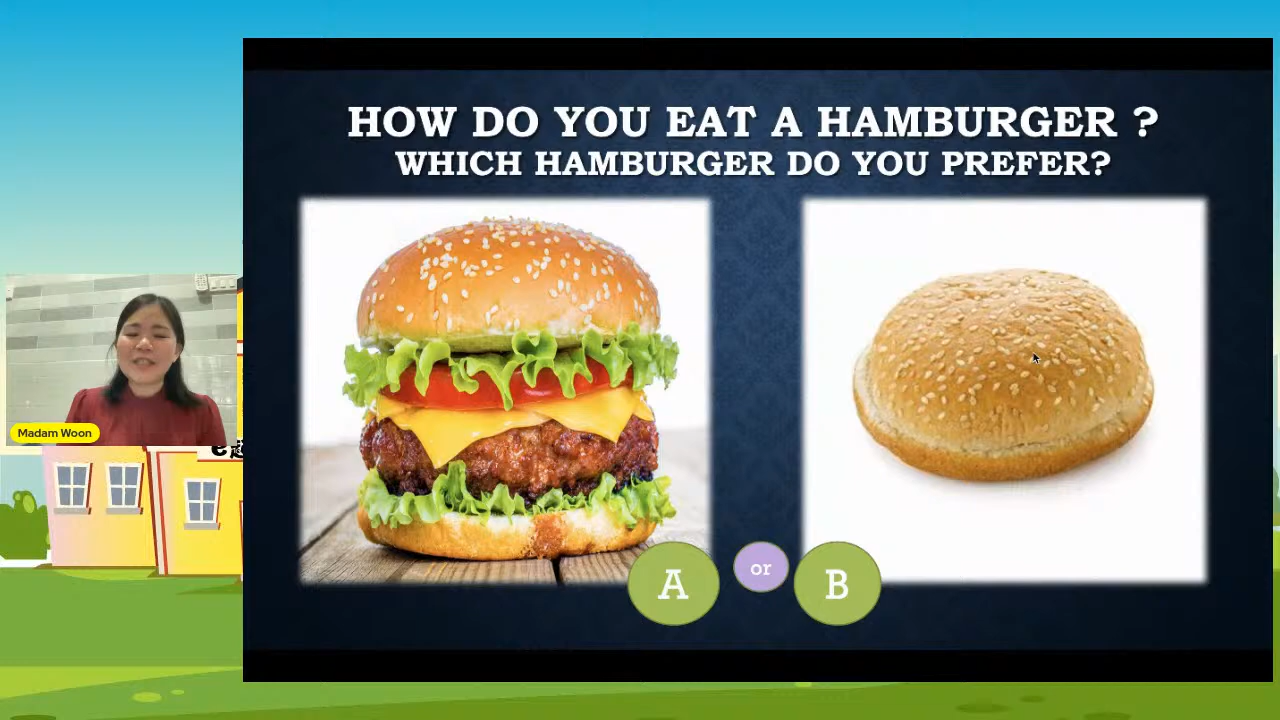 HOW DO YOU EAT A HAMBURGER ?
WHICH HAMBURGER DO YOU PREFER?
A
or
B
Madam Woon